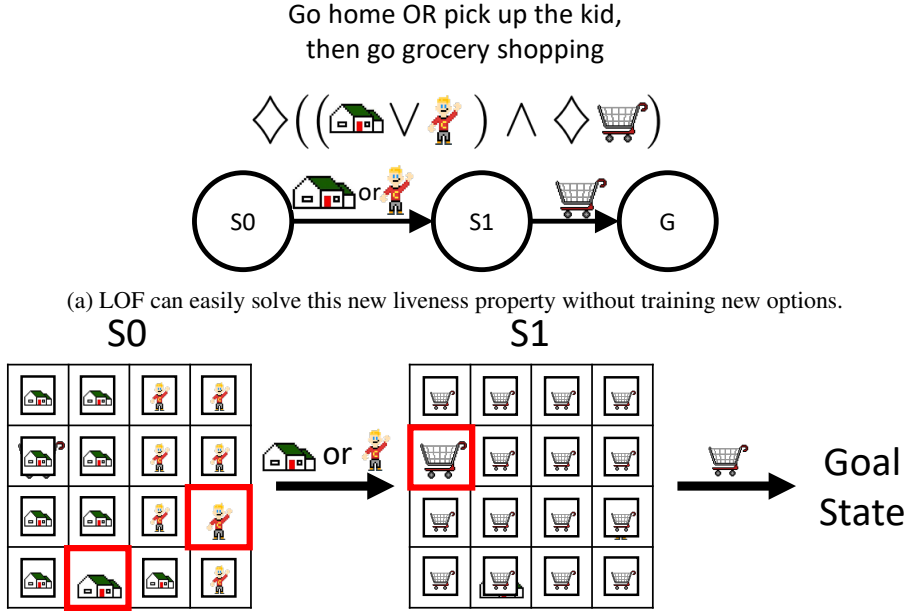 Go home OR pick up the kid,
then go grocery shopping
◇((∨) ∧ ◇)
or
S0
S1
G
(a) LOF can easily solve this new liveness property without training new options.
S0
S1
or
Goal
State